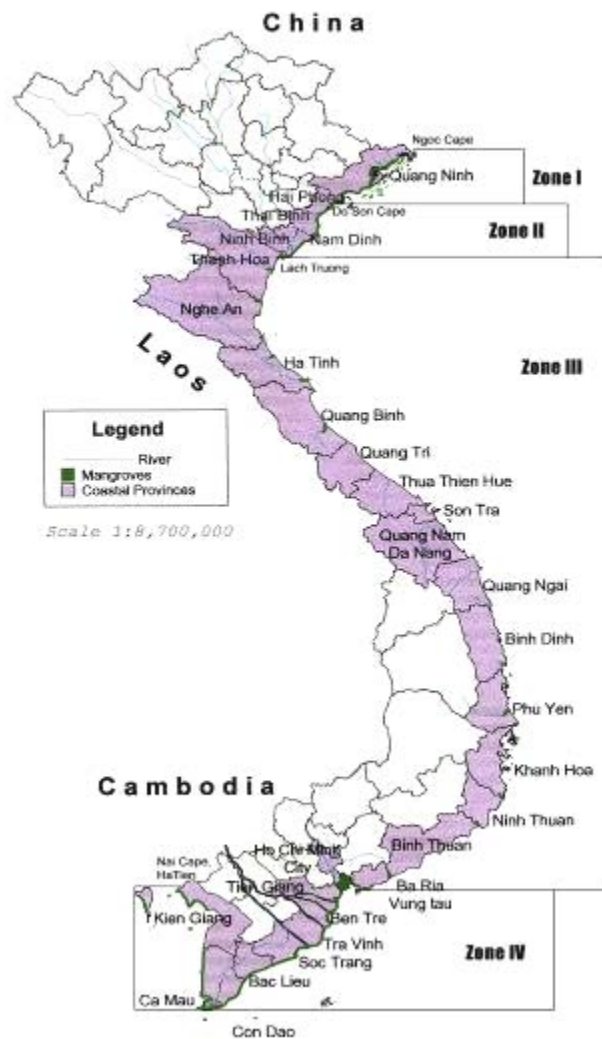 China
Ngoc Cape
Quang Ninh
Zone I
Hai Phong
Do Son Cape
Thai Binh
Zone II
Ninh Binh
Nam Dinh
Thanh Hoa
Lach Truong
Nghe An
Laos
Ha Tinh
Zone III
Quang Binh
Legend
River
Mangroves
Coastal Provinces
Scale 1:8,700,000
Quang Tri
Thua Thien Hue
Son Tra
Quang Nam
Da Nang
Quang Ngai
Binh Dinh
Phu Yen
Cambodia
Khanh Hoa
Ninh Thuan
Ho Chi Minh
City
Binh Thuan
Nai Cape,
HaTien
Tien Giang
Ba Ria
Vung tau
Kien Giang
Ben Tre
Tra Vinh
Soc Trang
Zone IV
Bac Lieu
Ca Mau
Con Dao